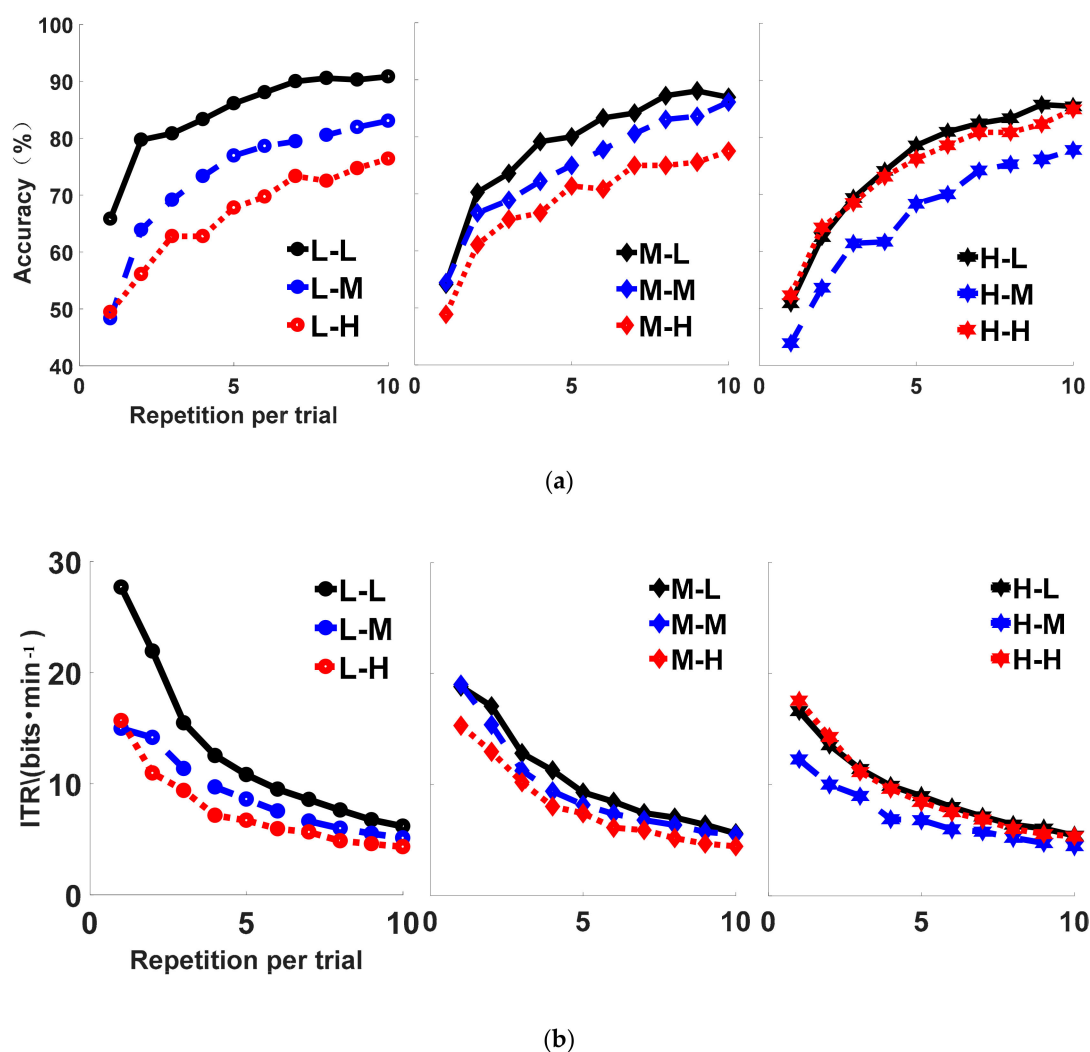 100
90
80
70
60
50
40
Accuracy (%)
L-L
L-M
L-H
M-L
M-M
M-H
H-L
H-M
H-H
0 5 10 0 5 10 0 5 10
Repetition per trial
(a)
30
20
10
0
ITR\(bits•min⁻¹)
L-L
L-M
L-H
M-L
M-M
M-H
H-L
H-M
H-H
0 5 10 0 5 10 0 5 10
Repetition per trial
(b)